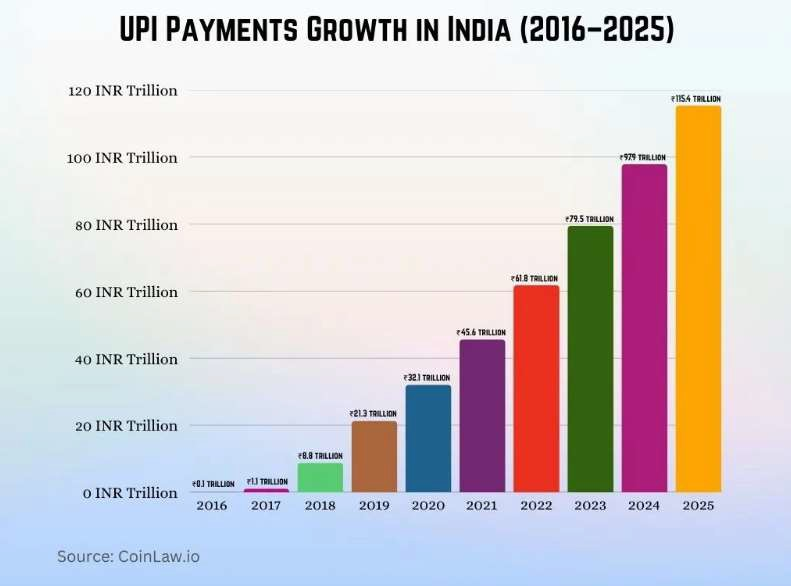 UPI PAYMENTS GROWTH IN INDIA (2016–2025)
120 INR Trillion
100 INR Trillion
80 INR Trillion
60 INR Trillion
40 INR Trillion
20 INR Trillion
0 INR Trillion
₹0.1 TRILLION
₹1.1 TRILLION
₹8.8 TRILLION
₹21.3 TRILLION
₹32.1 TRILLION
₹45.6 TRILLION
₹61.8 TRILLION
₹79.5 TRILLION
₹97.9 TRILLION
₹115.4 TRILLION
2016 2017 2018 2019 2020 2021 2022 2023 2024 2025
Source: CoinLaw.io